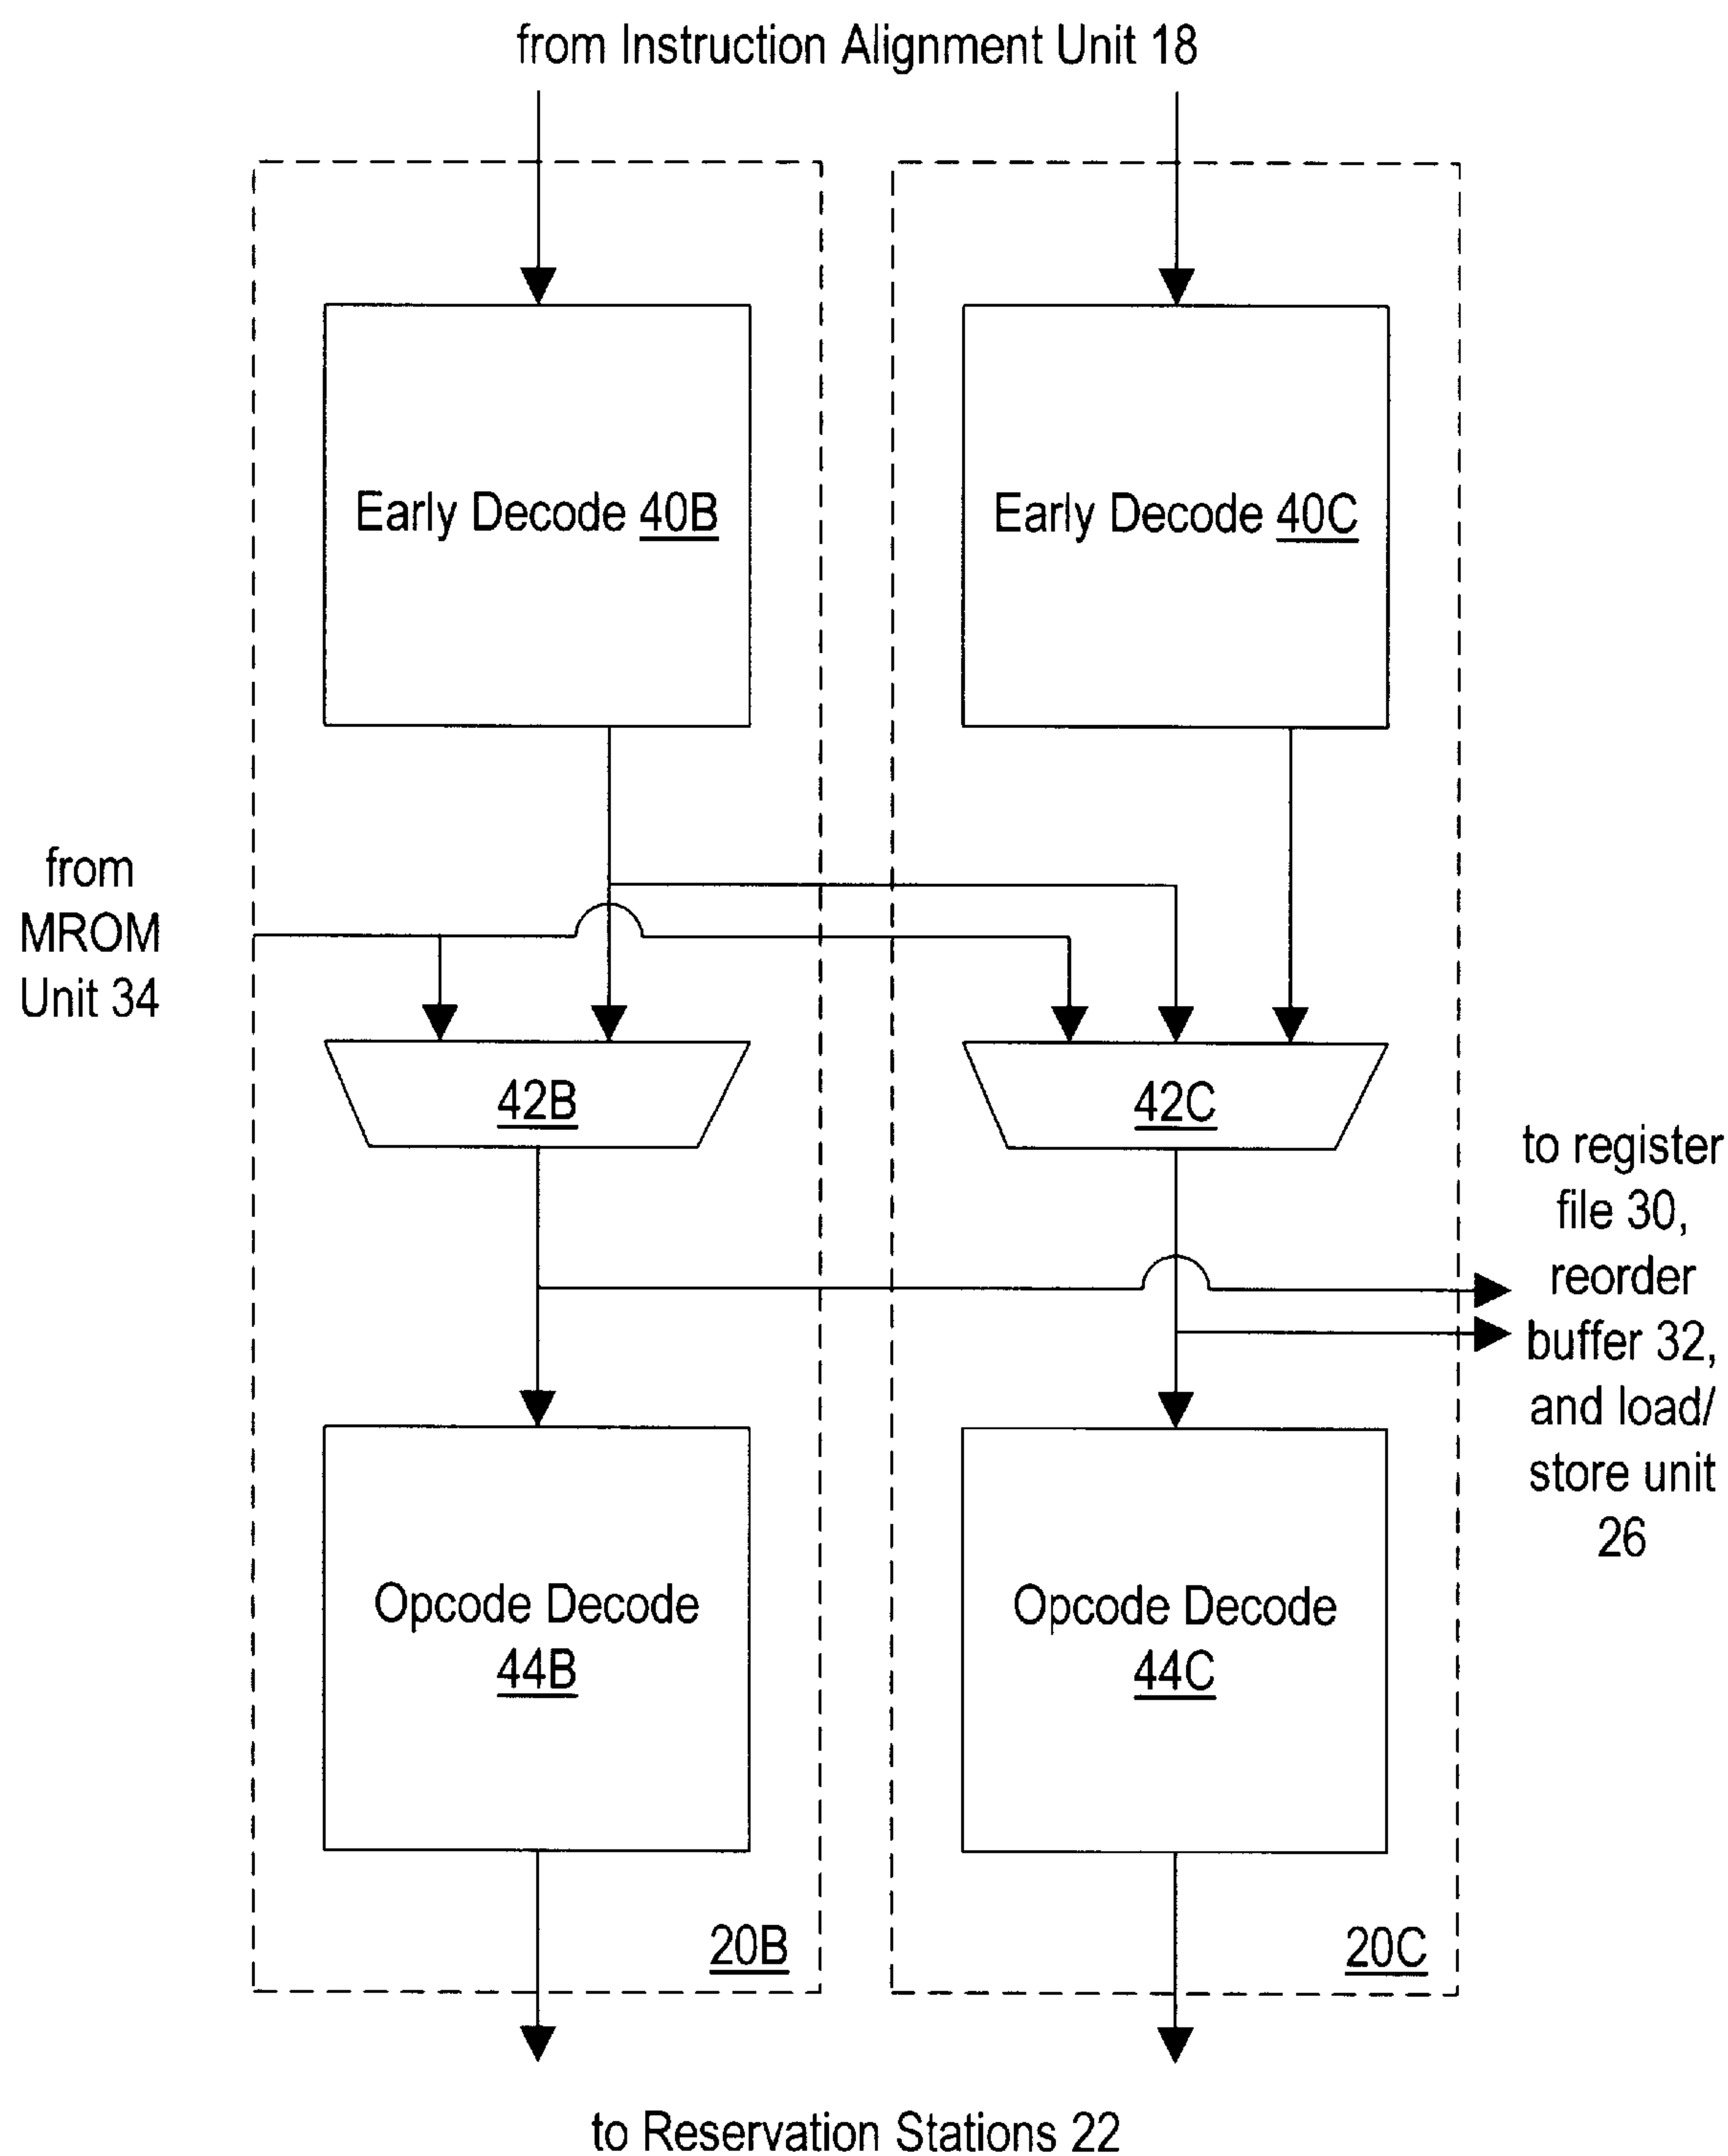 from Instruction Alignment Unit 18
Early Decode 40B
Early Decode 40C
from
MROM
Unit 34
42B
42C
to register
file 30,
reorder
buffer 32,
and load/
store unit
26
Opcode Decode
44B
Opcode Decode
44C
20B
20C
to Reservation Stations 22